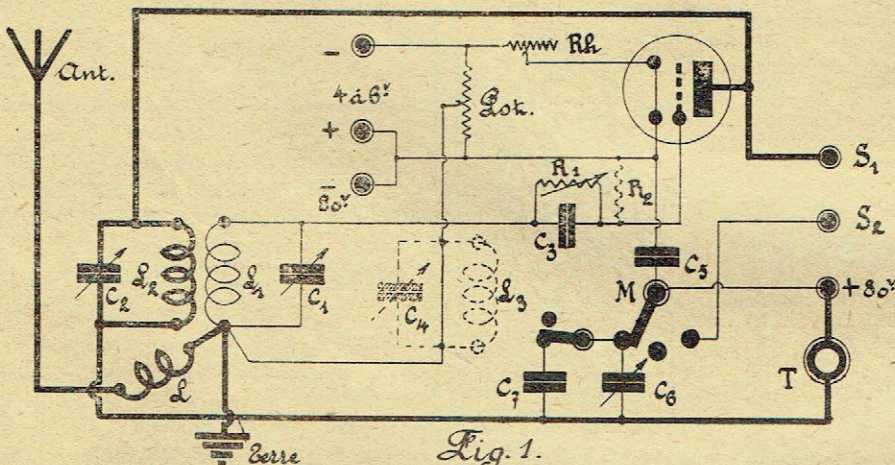 Ant.
-
Rh
4 à 6ᵛ
Pot.
+
-
80ᵛ
R1
R2
S1
S2
C2
L2
L1
C1
C4
L3
C3
C5
M
+80ᵛ
L
C7
C6
T
Terre
Fig. 1.